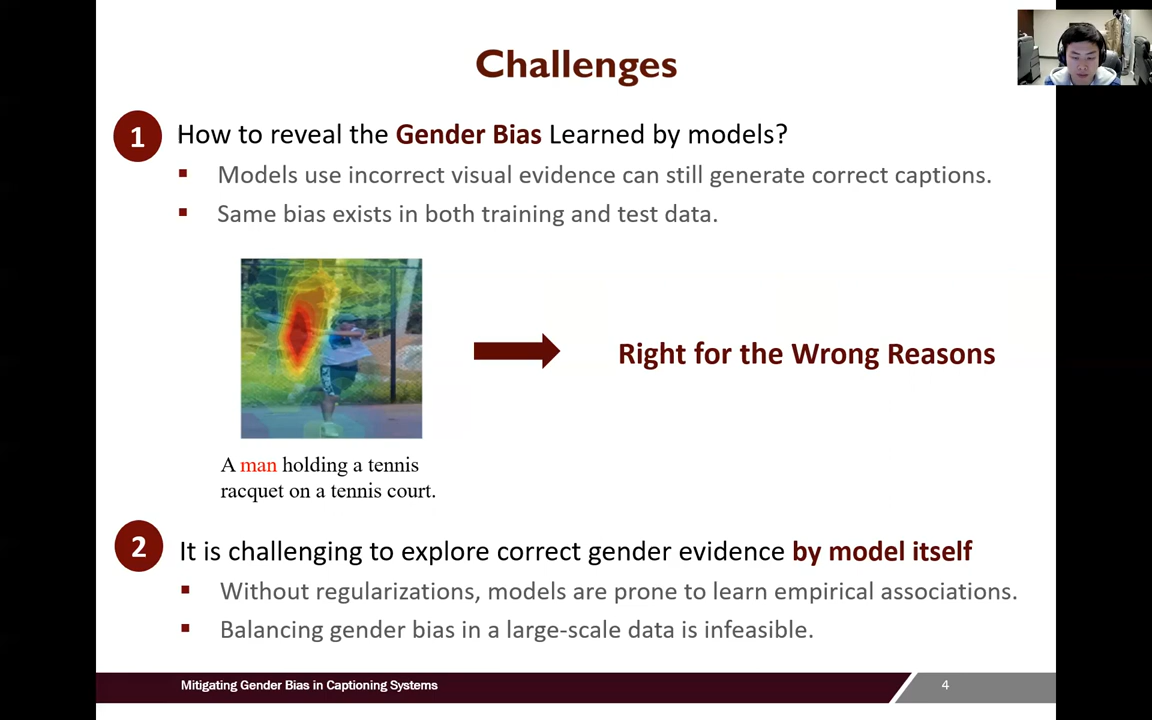 Challenges
1 How to reveal the Gender Bias Learned by models?
▪ Models use incorrect visual evidence can still generate correct captions.
▪ Same bias exists in both training and test data.
Right for the Wrong Reasons
A man holding a tennis
racquet on a tennis court.
2 It is challenging to explore correct gender evidence by model itself
▪ Without regularizations, models are prone to learn empirical associations.
▪ Balancing gender bias in a large-scale data is infeasible.
Mitigating Gender Bias in Captioning Systems 4